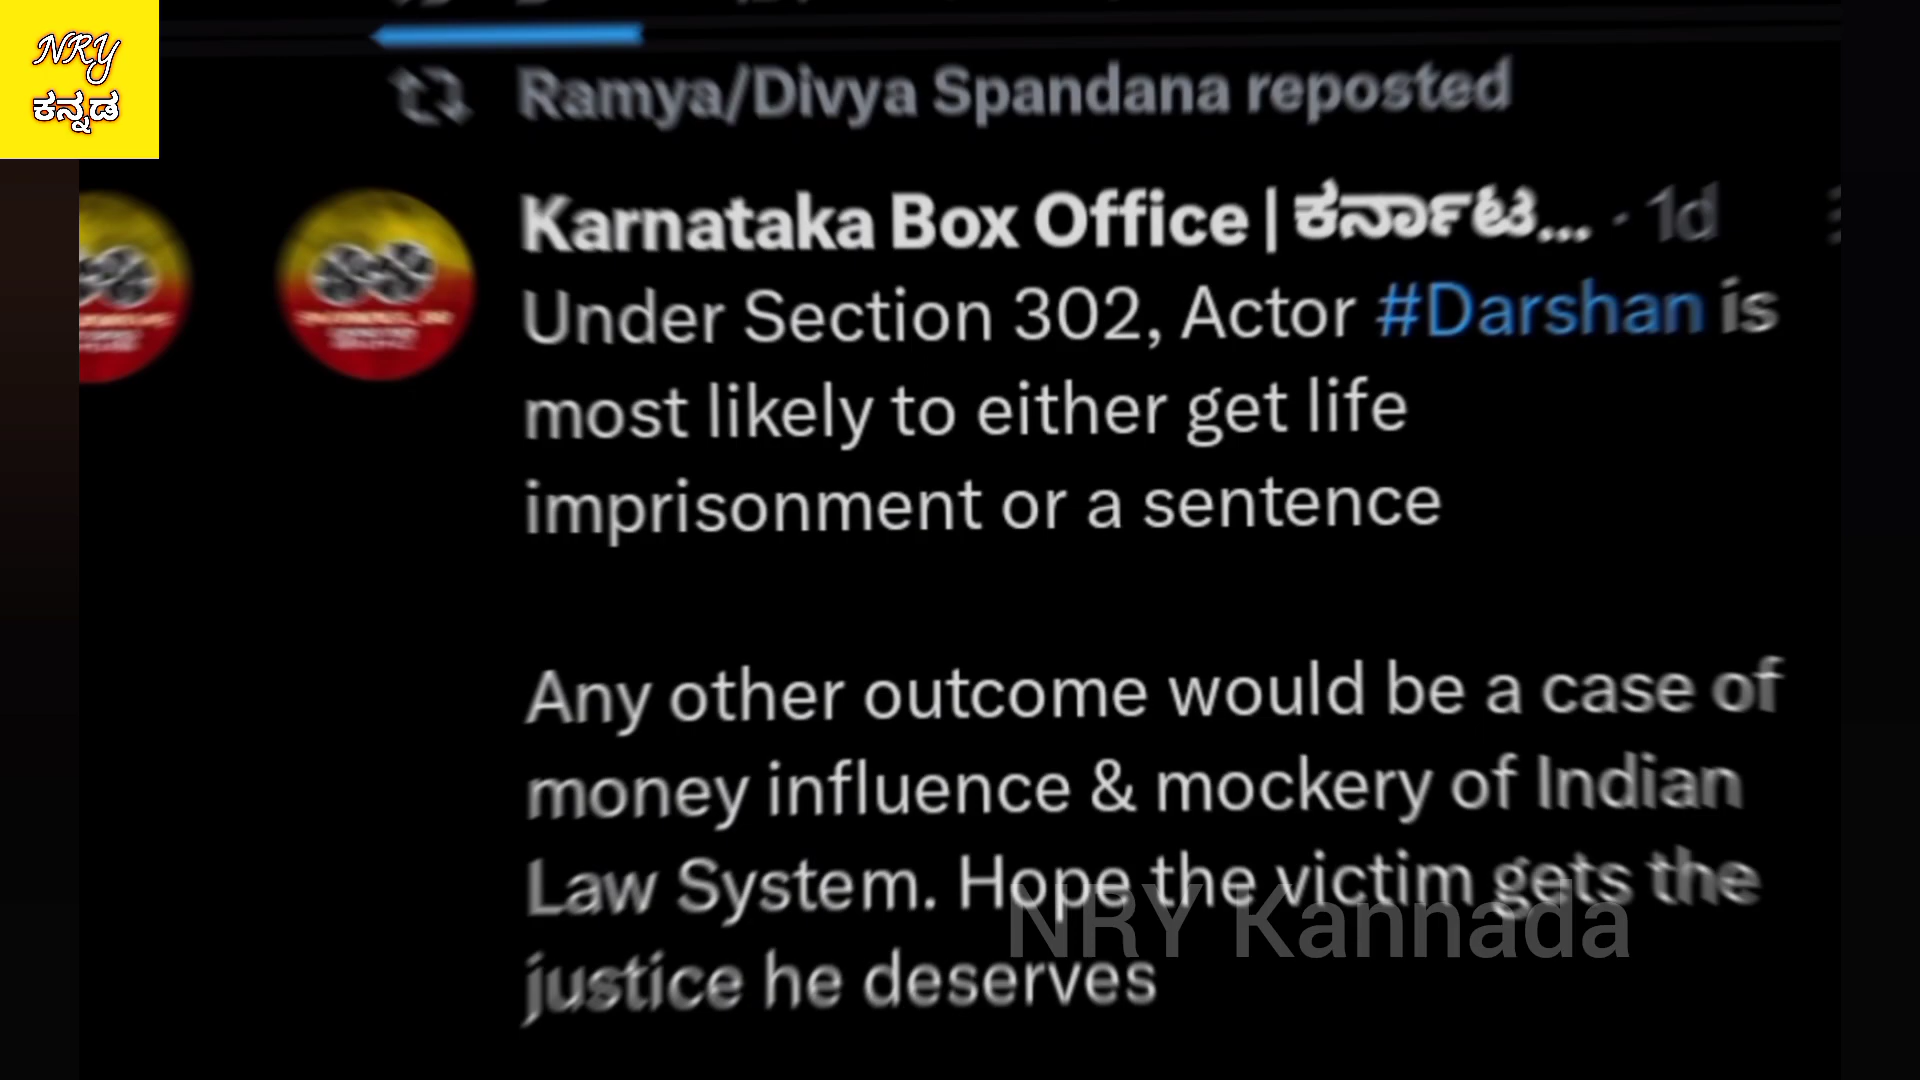 NRY
ಕನ್ನಡ
Ramya/Divya Spandana reposted
Karnataka Box Office | ಕರ್ನಾಟ... · 1d
Under Section 302, Actor #Darshan is
most likely to either get life
imprisonment or a sentence
Any other outcome would be a case of
money influence & mockery of Indian
Law System. Hope the victim gets the
justice he deserves
NRY Kannada